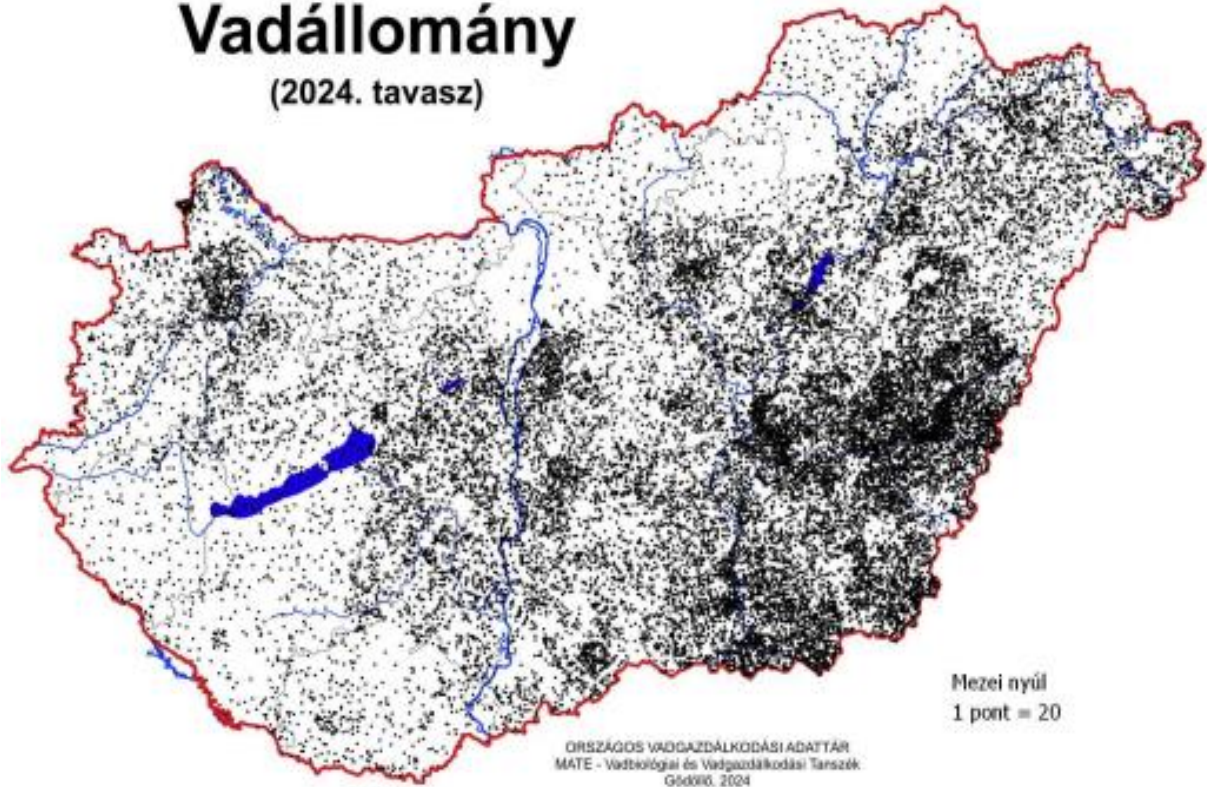 Vadállomány
(2024. tavasz)
Mezei nyúl
1 pont = 20
ORSZÁGOS VADGAZDÁLKODÁSI ADATTÁR
MATE - Vadbiológiai és Vadgazdálkodási Tanszék
Gödöllő, 2024